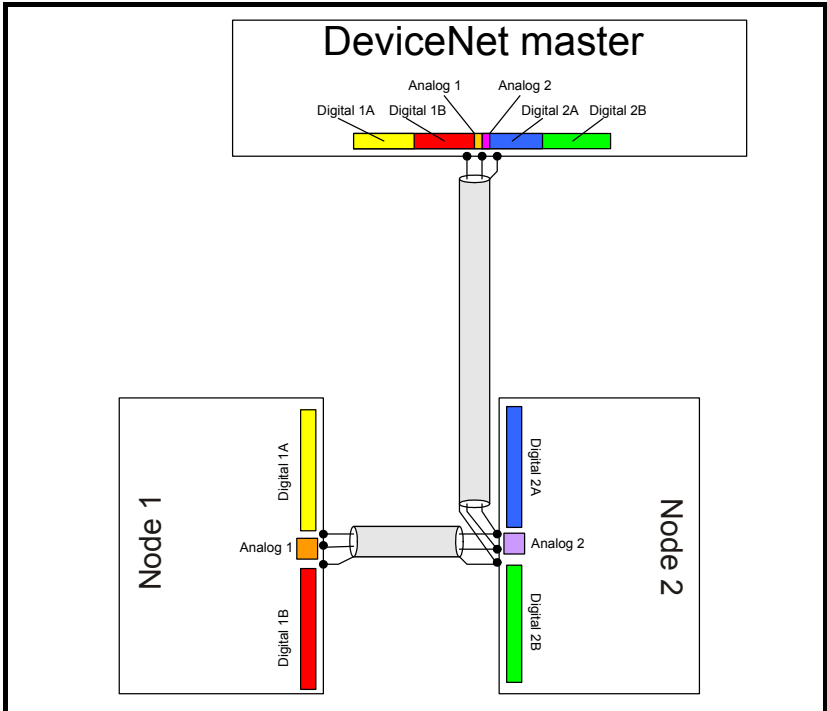 DeviceNet master
Analog 1
Analog 2
Digital 1A
Digital 1B
Digital 2A
Digital 2B
Node 1
Digital 1A
Analog 1
Digital 1B
Digital 2A
Analog 2
Digital 2B
Node 2